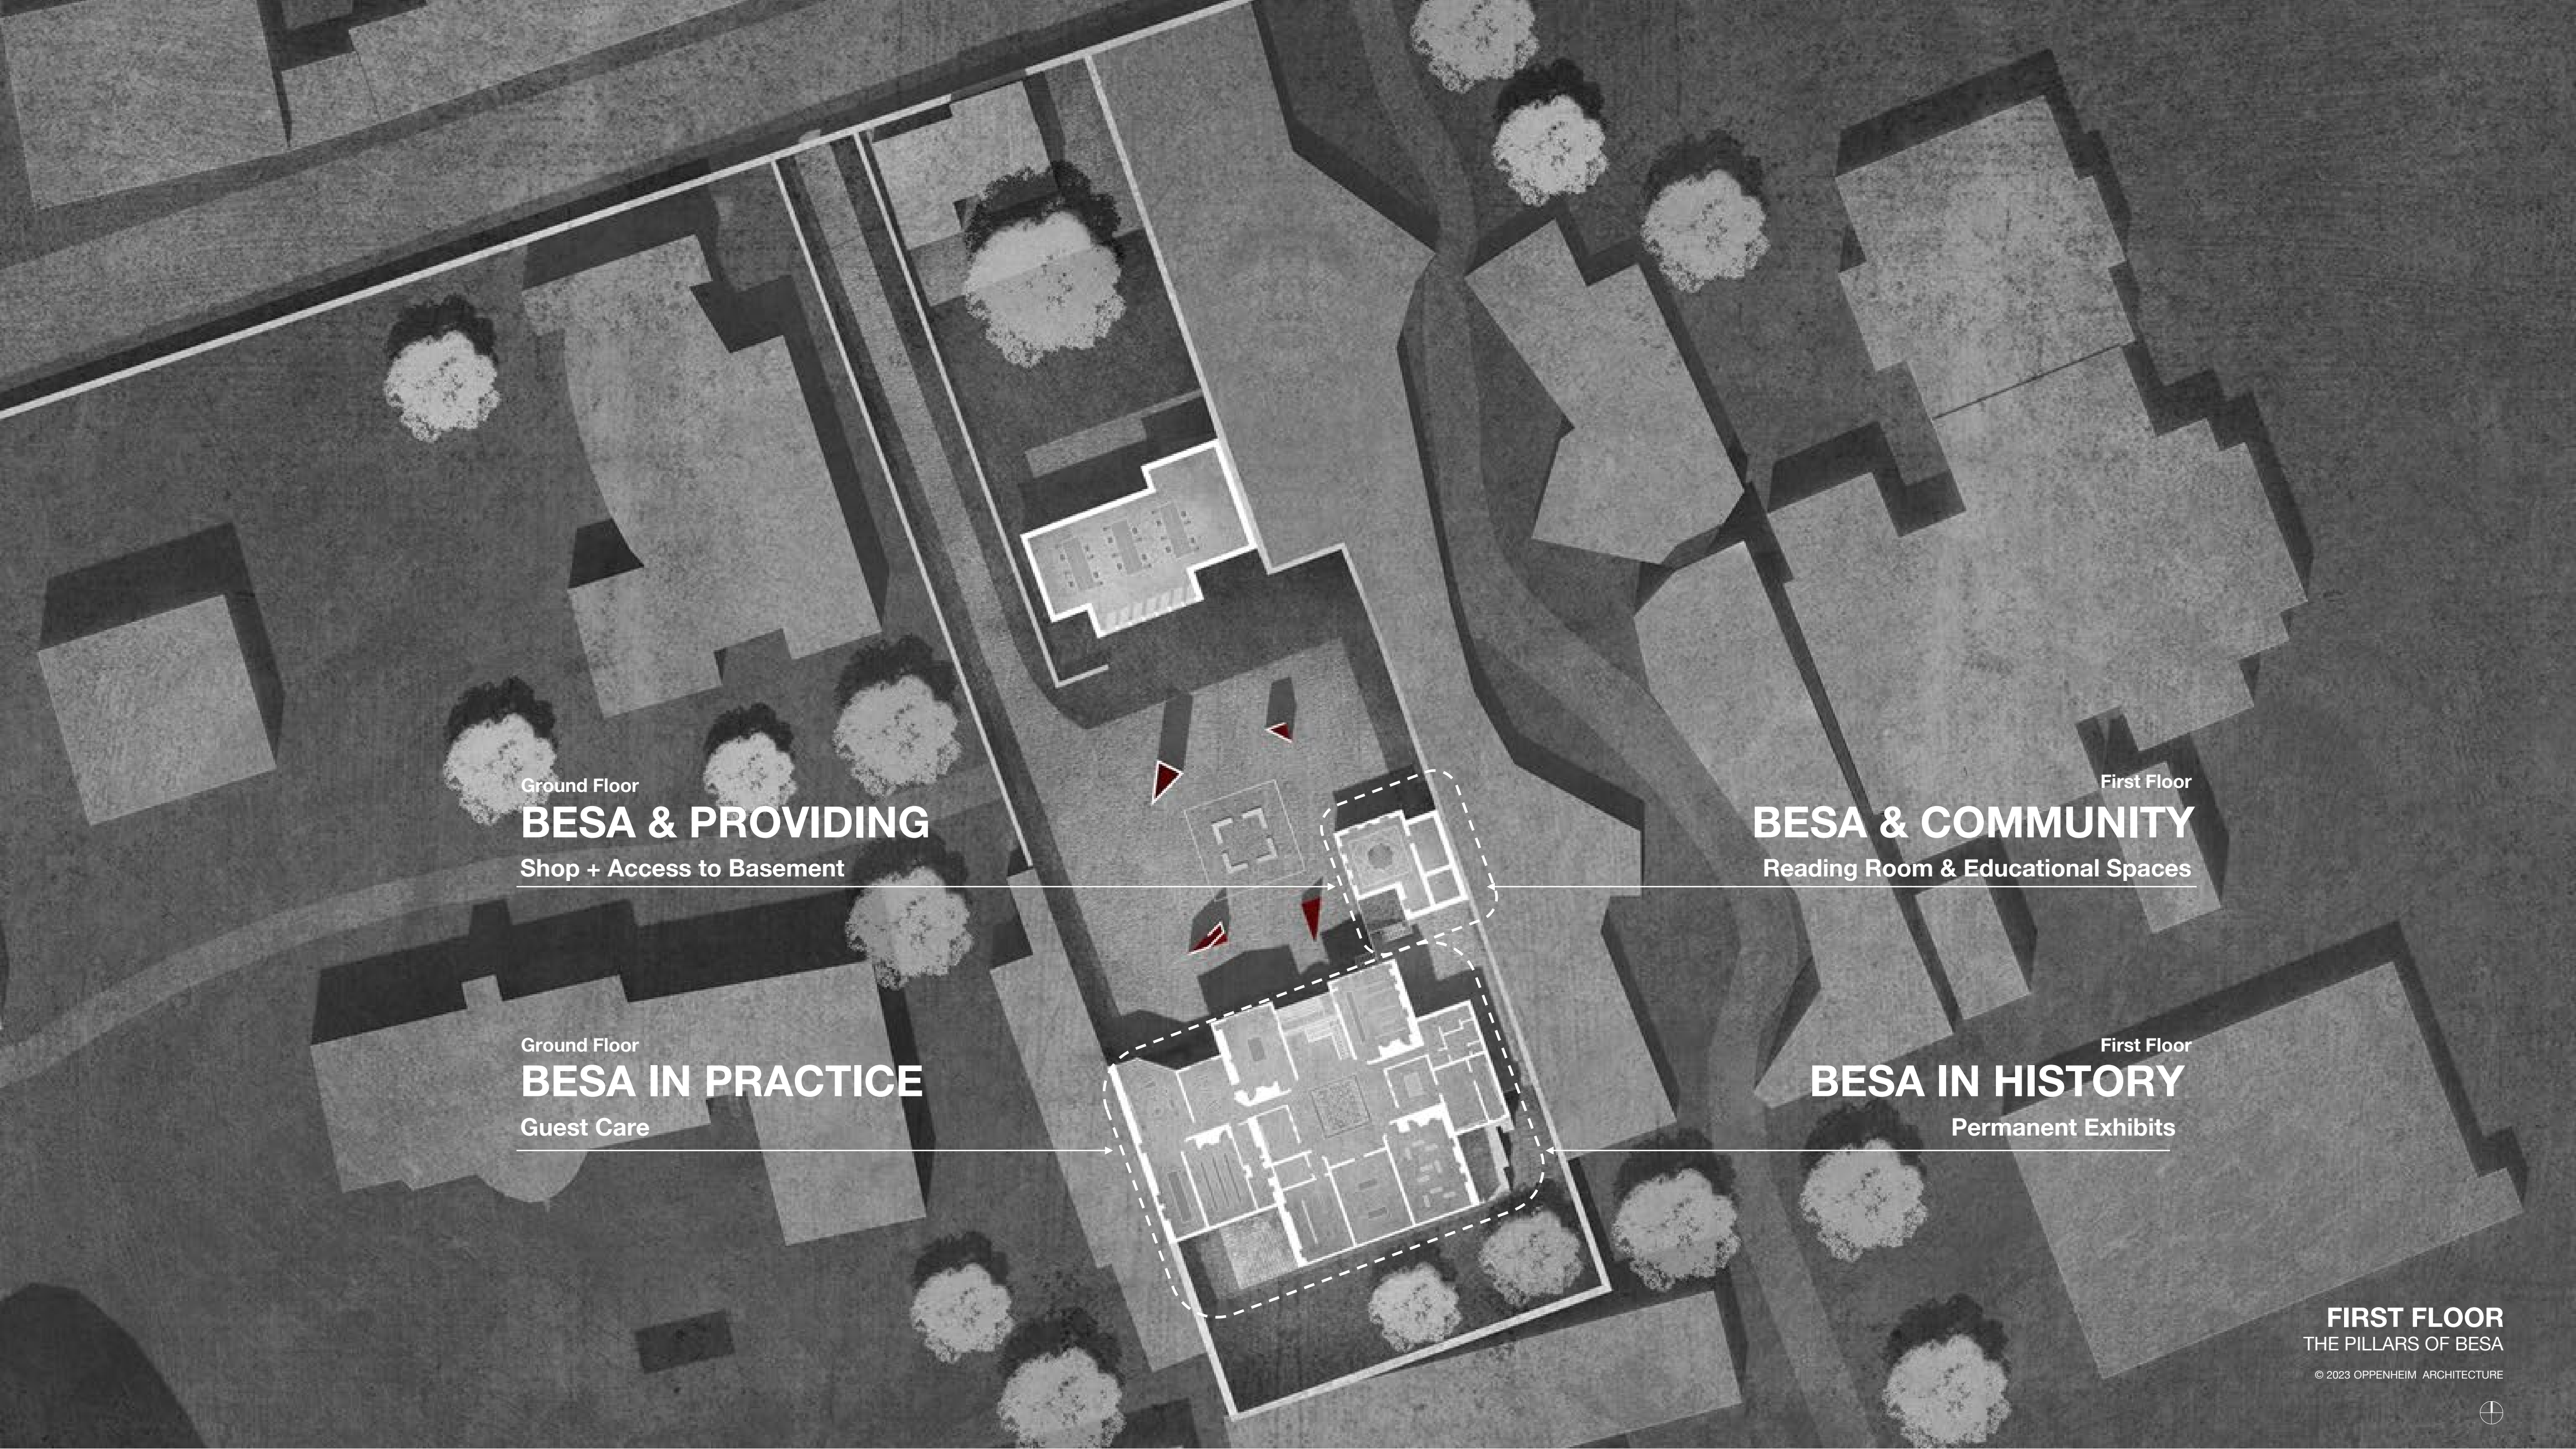 Ground Floor
BESA & PROVIDING
Shop + Access to Basement
First Floor
BESA & COMMUNITY
Reading Room & Educational Spaces
Ground Floor
BESA IN PRACTICE
Guest Care
First Floor
BESA IN HISTORY
Permanent Exhibits
FIRST FLOOR
THE PILLARS OF BESA
© 2023 OPPENHEIM ARCHITECTURE